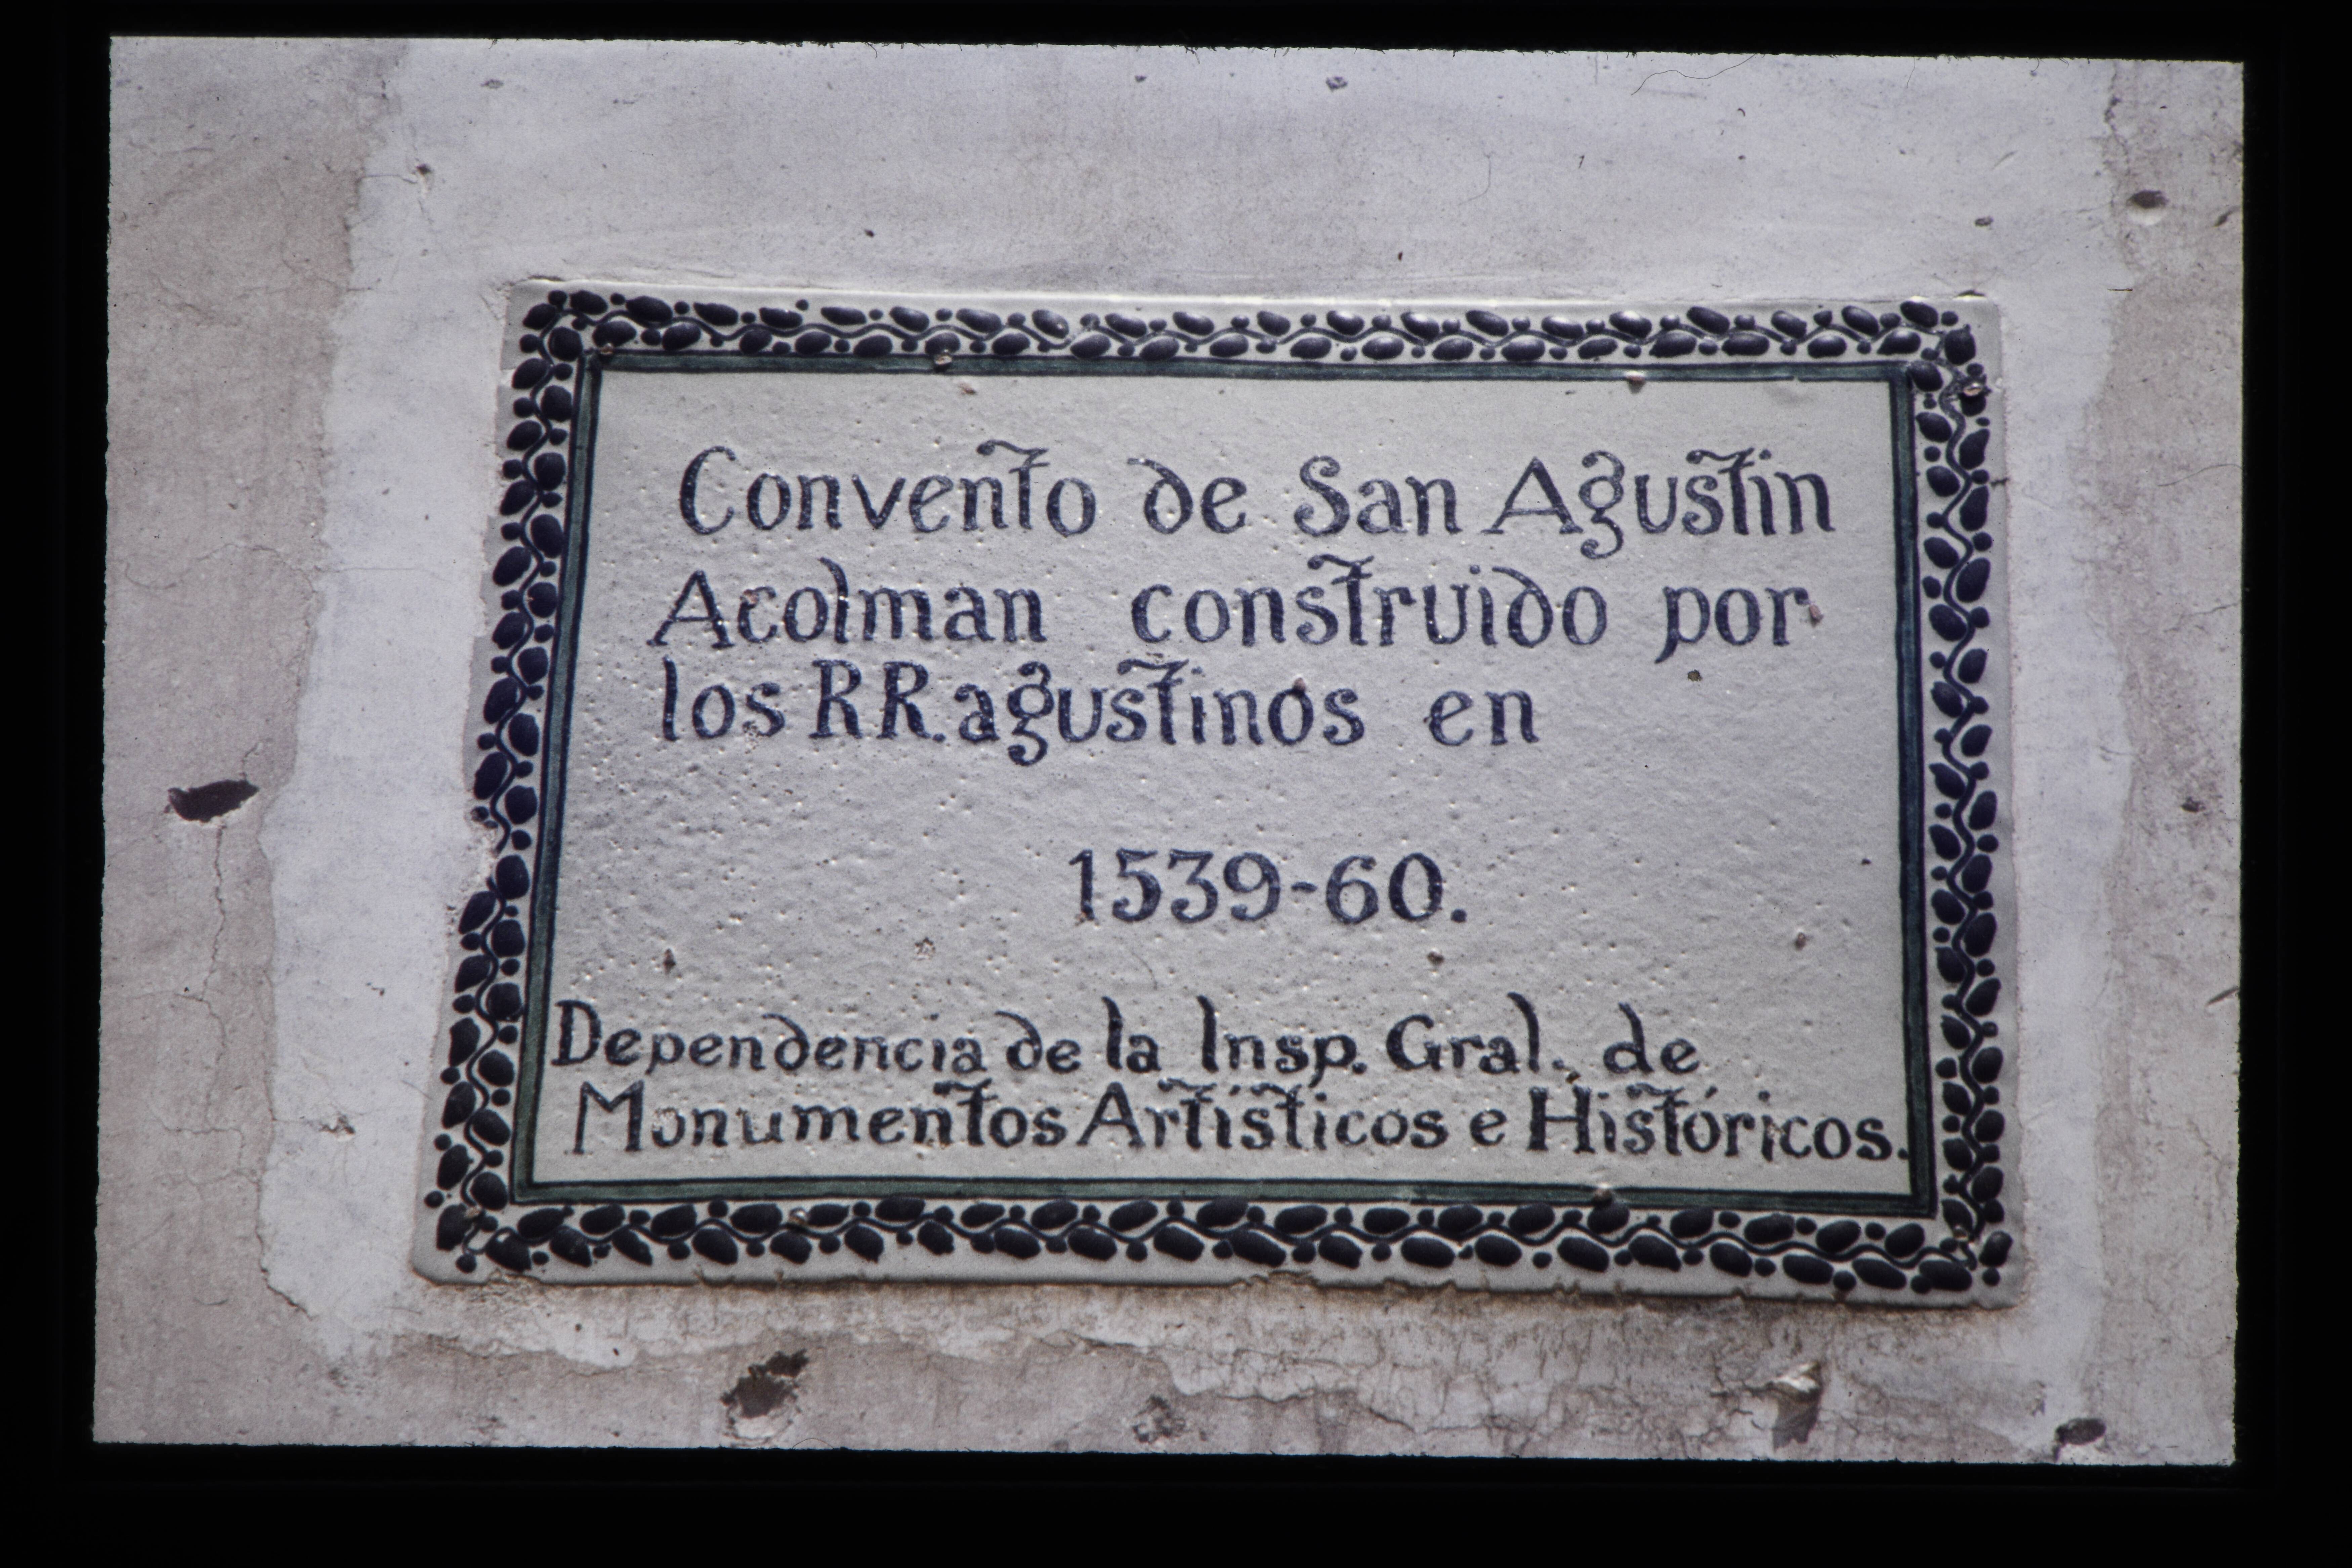 Convento de San Agustin
Acolman construido por
los RR. agustinos en
1539-60.
Dependencia de la Insp. Gral. de
Monumentos Artísticos e Históricos.